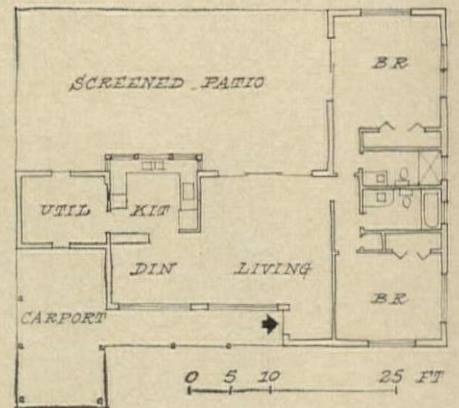 BR
SCREENED PATIO
UTIL
KIT
DIN
LIVING
BR
CARPORT
0 5 10 25 FT